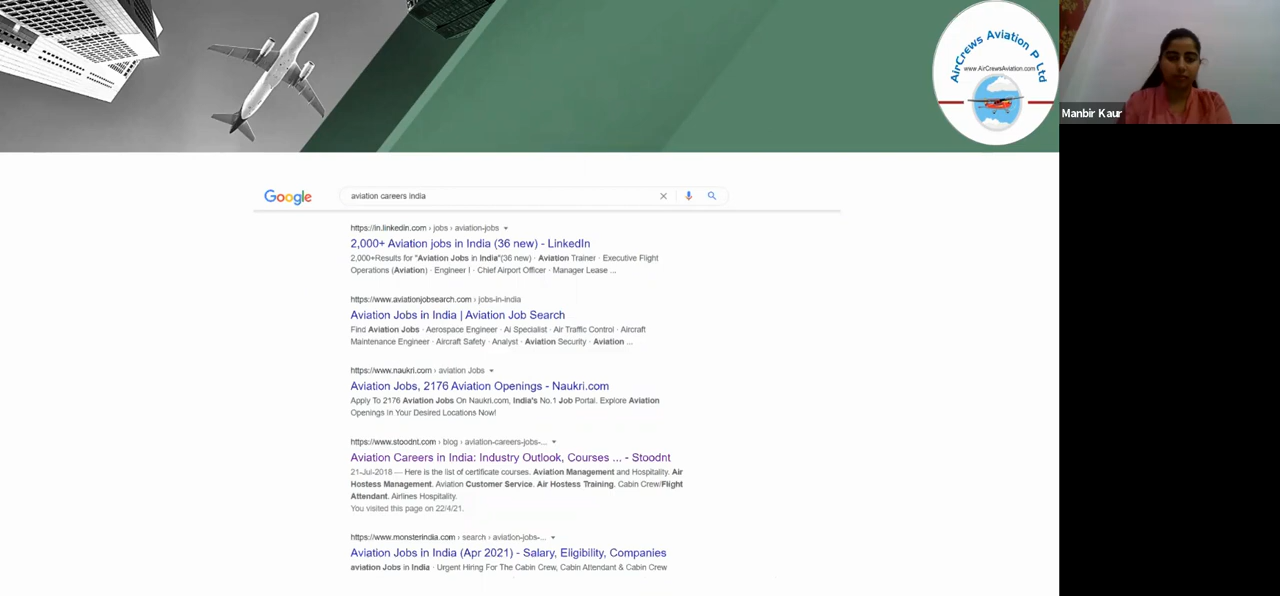 AirCrews Aviation P Ltd
www.AirCrewsAviation.com
Manbir Kaur
Google
aviation careers india
https://in.linkedin.com › jobs › aviation-jobs
2,000+ Aviation jobs in India (36 new) - LinkedIn
2,000+Results for "Aviation Jobs in India"(36 new) · Aviation Trainer · Executive Flight
Operations (Aviation) · Engineer I · Chief Airport Officer · Manager Lease ...
https://www.aviationjobsearch.com › jobs-in-india
Aviation Jobs in India | Aviation Job Search
Find Aviation Jobs · Aerospace Engineer · Ai Specialist · Air Traffic Control · Aircraft
Maintenance Engineer · Aircraft Safety · Analyst · Aviation Security · Aviation ...
https://www.naukri.com › aviation Jobs
Aviation Jobs, 2176 Aviation Openings - Naukri.com
Apply To 2176 Aviation Jobs On Naukri.com, India's No.1 Job Portal. Explore Aviation
Openings in Your Desired Locations Now!
https://www.stoodnt.com › blog › aviation-careers-jobs-...
Aviation Careers in India: Industry Outlook, Courses ... - Stoodnt
21-Jul-2018 — Here is the list of certificate courses. Aviation Management and Hospitality. Air
Hostess Management. Aviation Customer Service. Air Hostess Training. Cabin Crew/Flight
Attendant. Airlines Hospitality.
You visited this page on 22/4/21.
https://www.monsterindia.com › search › aviation-jobs-...
Aviation Jobs in India (Apr 2021) - Salary, Eligibility, Companies
aviation Jobs in India · Urgent Hiring For The Cabin Crew, Cabin Attendant & Cabin Crew